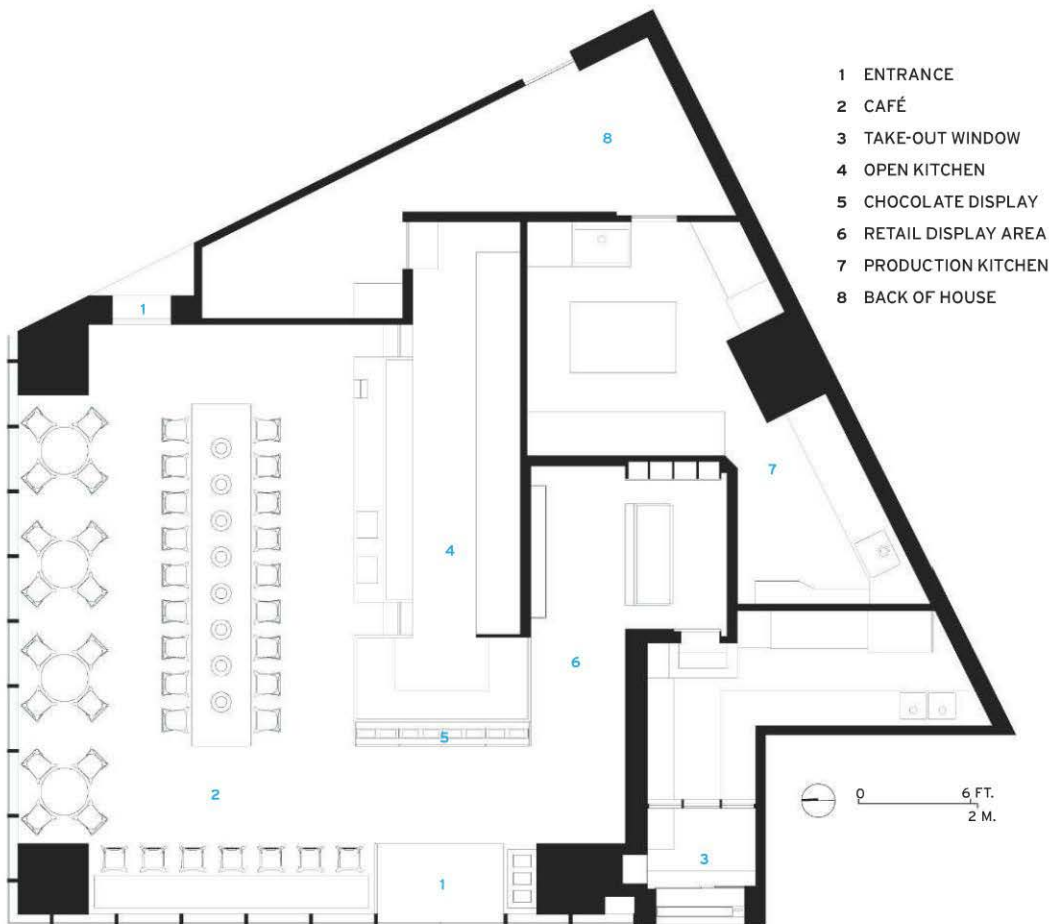 1 ENTRANCE
2 CAFÉ
3 TAKE-OUT WINDOW
4 OPEN KITCHEN
5 CHOCOLATE DISPLAY
6 RETAIL DISPLAY AREA
7 PRODUCTION KITCHEN
8 BACK OF HOUSE
8
1
7
4
6
5
2
0 6 FT.
2 M.
3
1